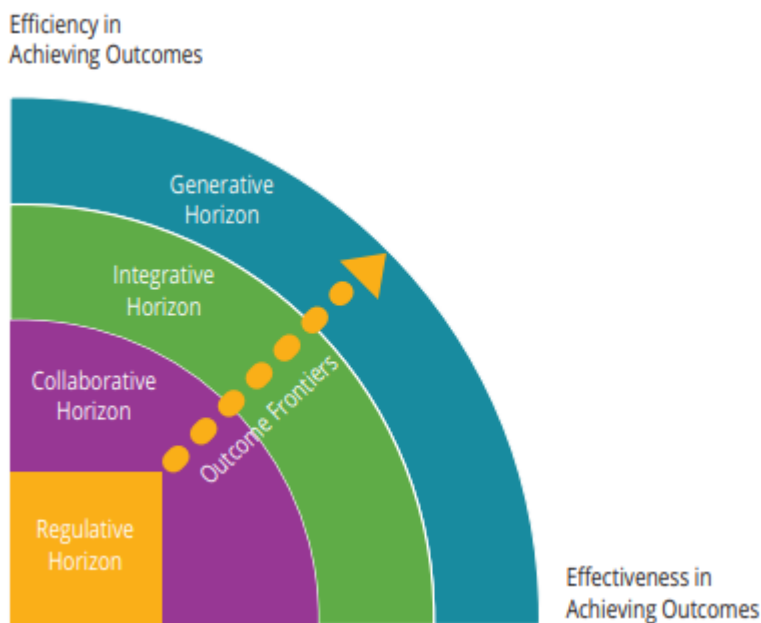 Efficiency in
Achieving Outcomes
Generative
Horizon
Integrative
Horizon
Collaborative
Horizon
Outcome Frontiers
Regulative
Horizon
Effectiveness in
Achieving Outcomes